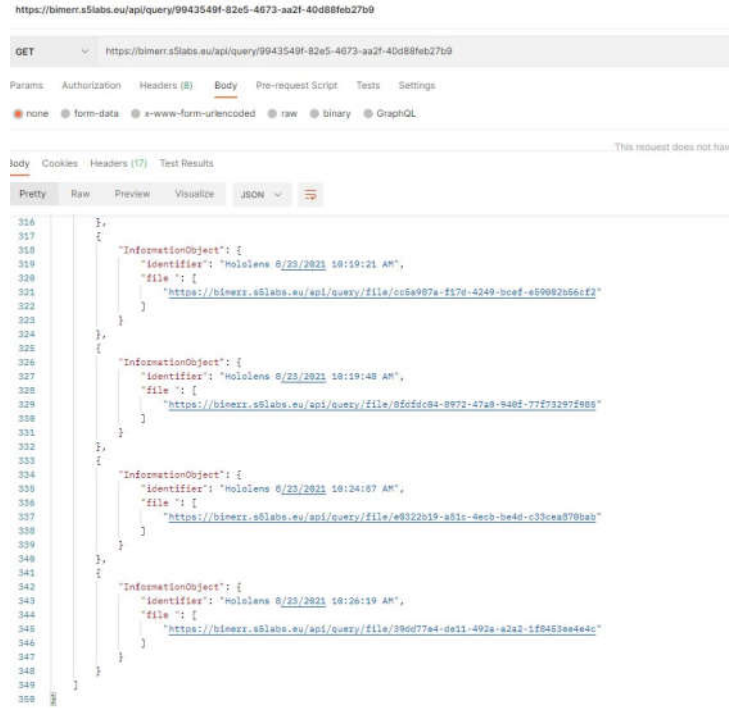 https://bimerr.s5labs.eu/api/query/9943549f-82e5-4673-aa2f-40d88feb27b9
GET https://bimerr.s5labs.eu/api/query/9943549f-82e5-4673-aa2f-40d88feb27b9
Params Authorization Headers (8) Body Pre-request Script Tests Settings
none form-data x-www-form-urlencoded raw binary GraphQL
This request does not hav
Body Cookies Headers (17) Test Results
Pretty Raw Preview Visualize JSON
316 },
317 {
318 "InformationObject": {
319 "identifier": "Hololens 6/23/2021 10:19:21 AM",
320 "file ": [
321 "https://bimerr.s5labs.eu/api/query/file/cc5a987a-f17d-4249-bcef-e59082b56cf2"
322 ]
323 }
324 },
325 {
326 "InformationObject": {
327 "identifier": "Hololens 6/23/2021 10:19:48 AM",
328 "file ": [
329 "https://bimerr.s5labs.eu/api/query/file/8fdfdc84-8972-47a8-940f-77f73297f985"
330 ]
331 }
332 },
333 {
334 "InformationObject": {
335 "identifier": "Hololens 6/23/2021 10:24:07 AM",
336 "file ": [
337 "https://bimerr.s5labs.eu/api/query/file/e8322b19-a51c-4ecb-be4d-c33cea870bab"
338 ]
339 }
340 },
341 {
342 "InformationObject": {
343 "identifier": "Hololens 6/23/2021 10:26:19 AM",
344 "file ": [
345 "https://bimerr.s5labs.eu/api/query/file/39dd77e4-de11-492a-a2a2-1f8453ee4e4c"
346 ]
347 }
348 }
349 ]
350